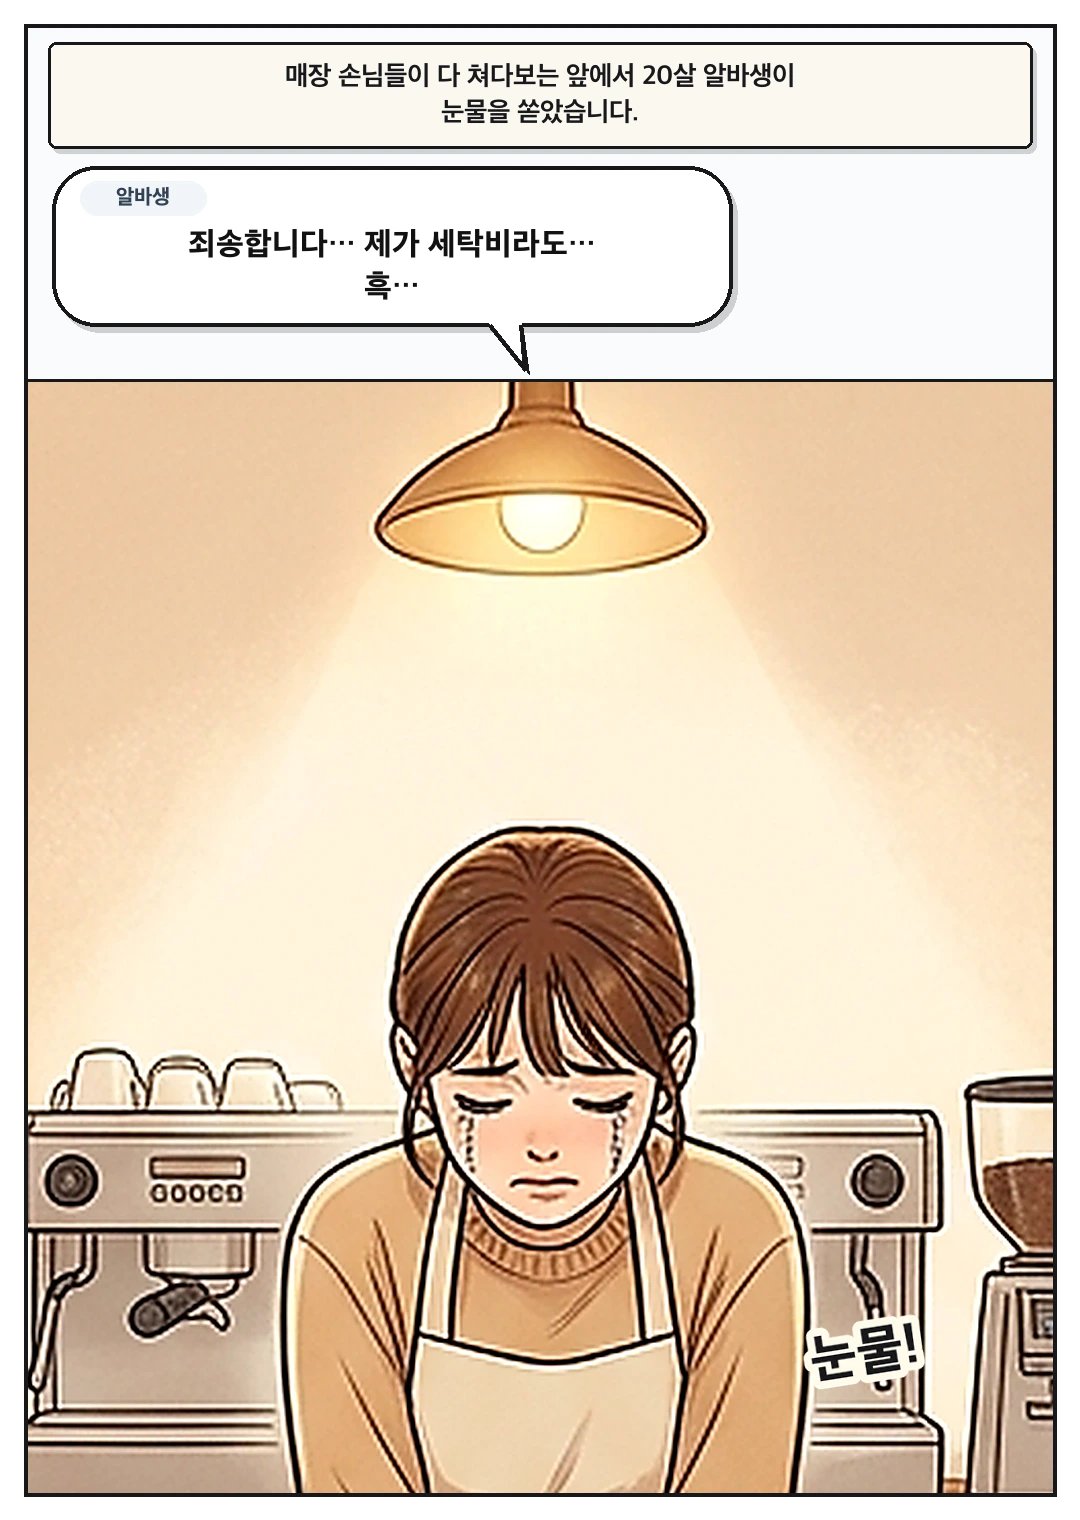 매장 손님들이 다 쳐다보는 앞에서 20살 알바생이
눈물을 쏟았습니다.
알바생
죄송합니다… 제가 세탁비라도…
흑…
눈물!